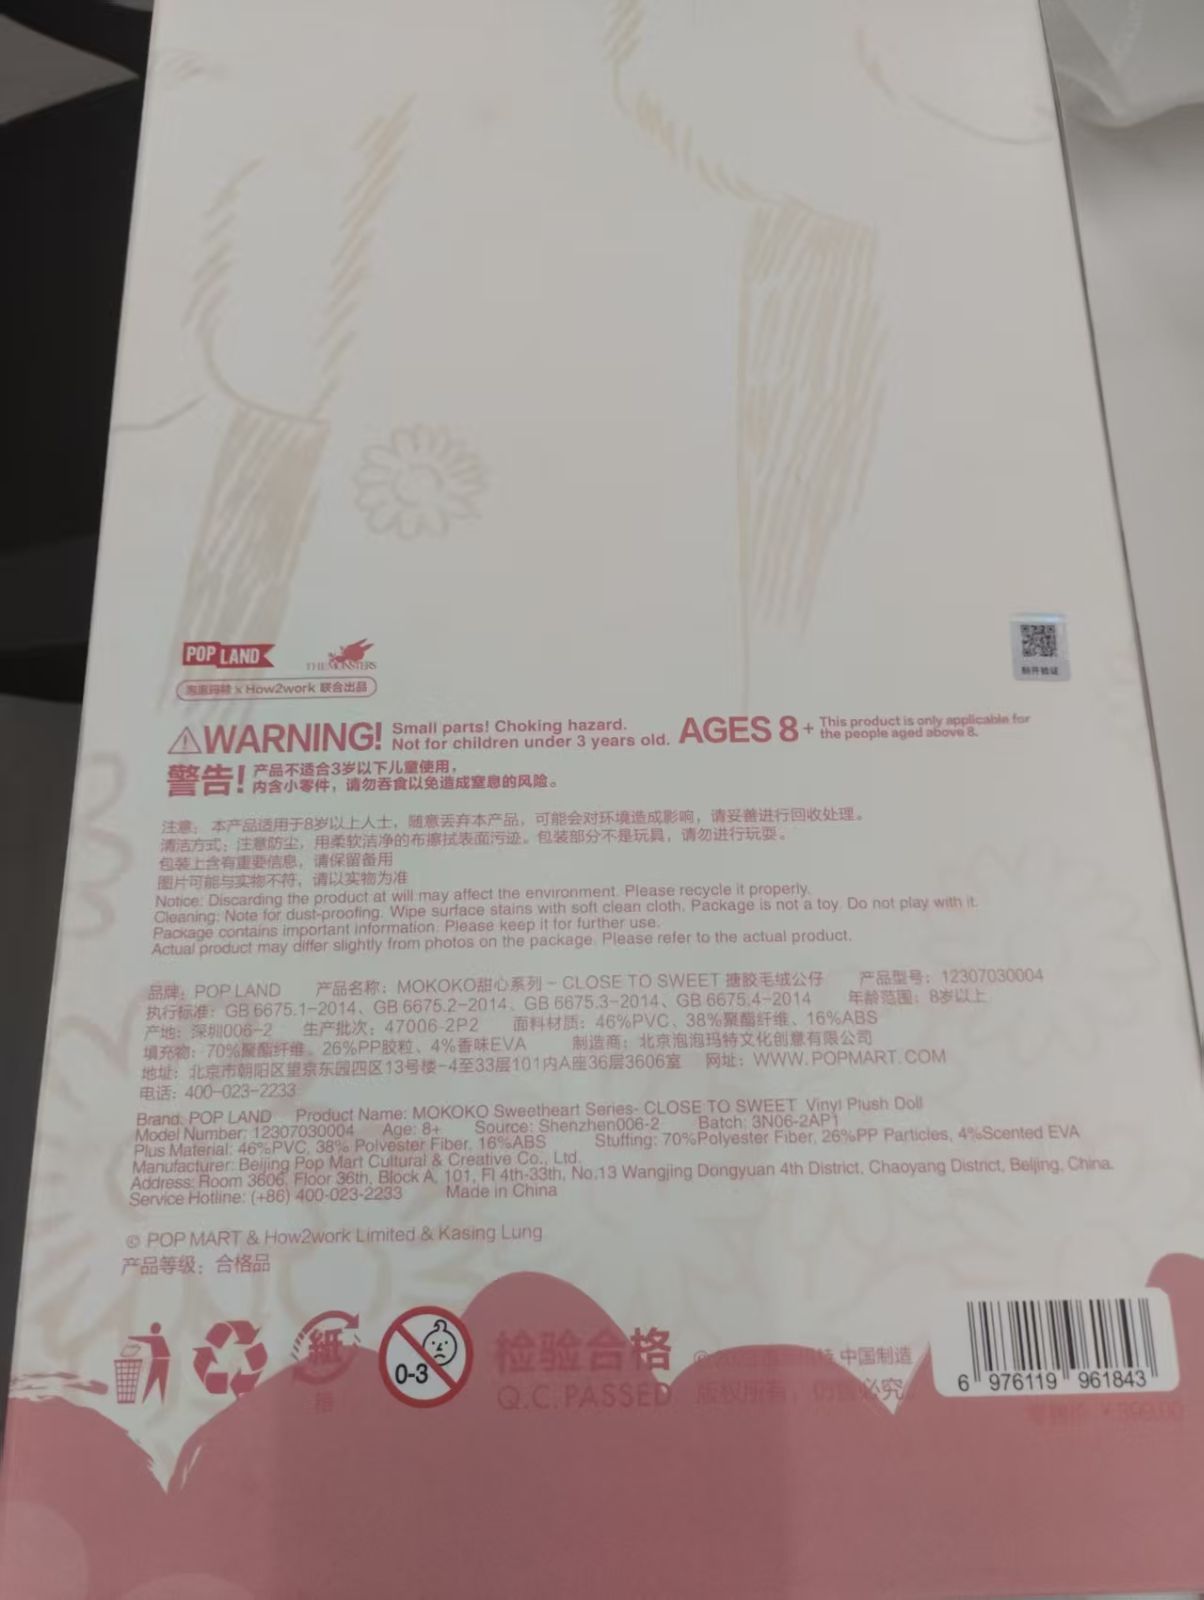 POP LAND
THE MONSTERS
泡泡玛特 x How2work 联合出品
刮开验证
WARNING! Small parts! Choking hazard. Not for children under 3 years old. AGES 8+ This product is only applicable for the people aged above 8.
警告! 产品不适合3岁以下儿童使用,
内含小零件，请勿吞食以免造成窒息的风险。
注意：本产品适用于8岁以上人士，随意丢弃本产品，可能会对环境造成影响，请妥善进行回收处理。
清洁方式：注意防尘，用柔软洁净的布擦拭表面污迹。包装部分不是玩具，请勿进行玩耍。
包装上含有重要信息，请保留备用
图片可能与实物不符，请以实物为准
Notice: Discarding the product at will may affect the environment. Please recycle it properly.
Cleaning: Note for dust-proofing. Wipe surface stains with soft clean cloth. Package is not a toy. Do not play with it.
Package contains important information. Please keep it for further use.
Actual product may differ slightly from photos on the package. Please refer to the actual product.
品牌：POP LAND 产品名称：MOKOKO甜心系列－CLOSE TO SWEET 搪胶毛绒公仔 产品型号：12307030004
执行标准：GB 6675.1-2014、GB 6675.2-2014、GB 6675.3-2014、GB 6675.4-2014 年龄范围：8岁以上
产地：深圳006-2 生产批次：47006-2P2 面料材质：46%PVC、38%聚酯纤维、16%ABS
填充物：70%聚酯纤维、26%PP胶粒、4%香味EVA 制造商：北京泡泡玛特文化创意有限公司
地址：北京市朝阳区望京东园四区13号楼-4至33层101内A座36层3606室 网址：WWW.POPMART.COM
电话：400-023-2233
Brand: POP LAND Product Name: MOKOKO Sweetheart Series- CLOSE TO SWEET Vinyl Plush Doll
Model Number: 12307030004 Age: 8+ Source: Shenzhen006-2 Batch: 3N06-2AP1
Plus Material: 46%PVC, 38% Polyester Fiber, 16%ABS Stuffing: 70%Polyester Fiber, 26%PP Particles, 4%Scented EVA
Manufacturer: Beijing Pop Mart Cultural & Creative Co., Ltd.
Address: Room 3606, Floor 36th, Block A, 101, Fl 4th-33th, No.13 Wangjing Dongyuan 4th District, Chaoyang District, Beijing, China.
Service Hotline: (+86) 400-023-2233 Made in China
© POP MART & How2work Limited & Kasing Lung
产品等级：合格品
紙
0-3
检验合格
Q.C.PASSED
中国制造
版权所有，仿冒必究
6 976119 961843
零售价 ￥399.00